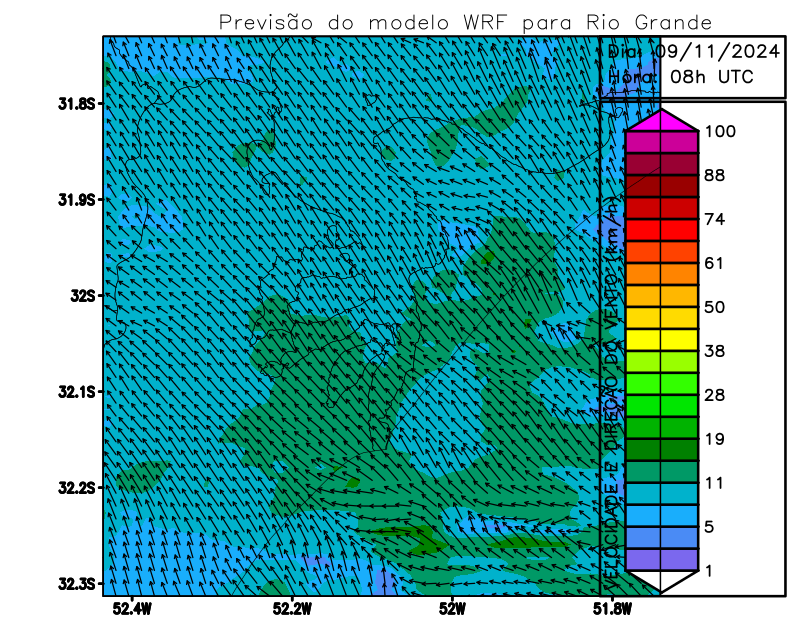 Previsão do modelo WRF para Rio Grande
Dia: 09/11/2024
Hora: 08h UTC
31.8S
31.9S
32S
32.1S
32.2S
32.3S
52.4W
52.2W
52W
51.8W
VELOCIDADE E DIREÇÃO DO VENTO (km/h)
100
88
74
61
50
38
28
19
11
5
1